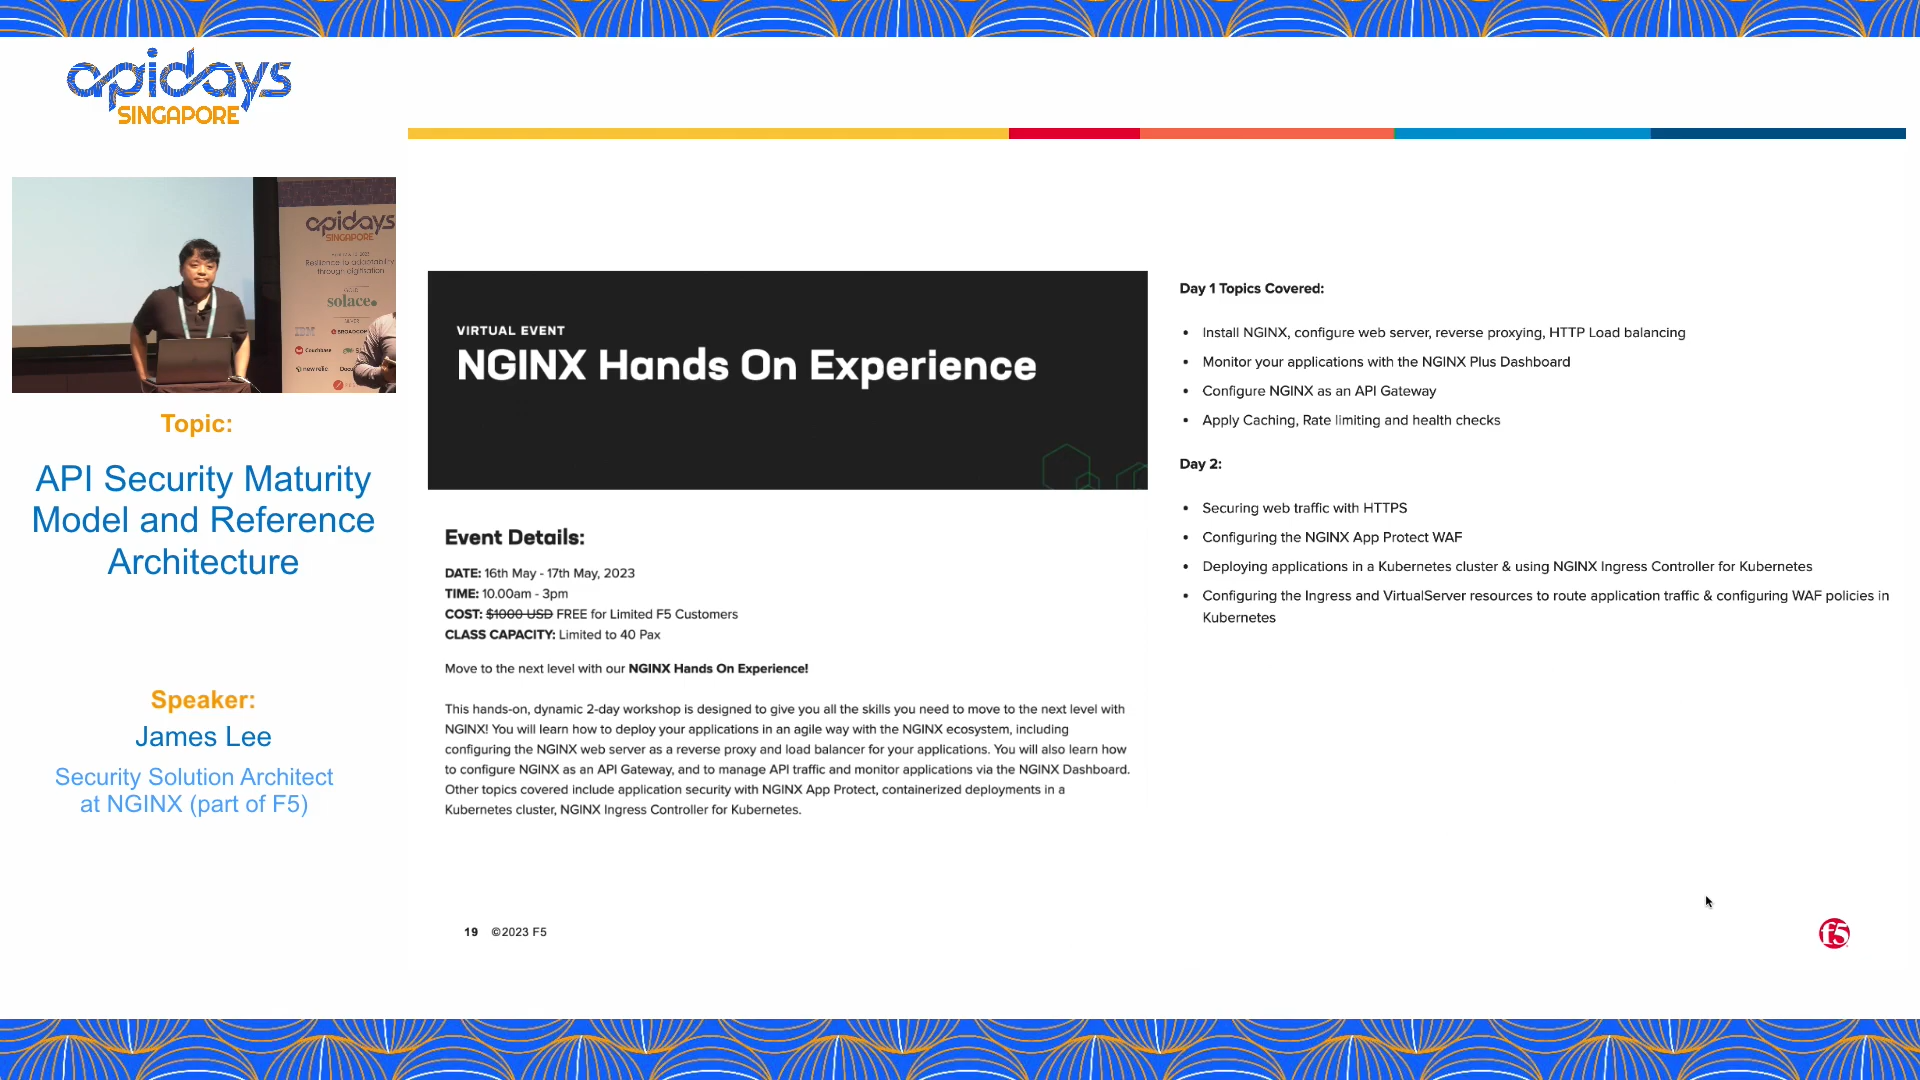 apidays
SINGAPORE
apidays
SINGAPORE
Resilience to adaptability
through digitisation
solace
IBM
BROADCOM
Couchbase
new relic
Topic:
API Security Maturity
Model and Reference
Architecture
Speaker:
James Lee
Security Solution Architect
at NGINX (part of F5)
VIRTUAL EVENT
NGINX Hands On Experience
Event Details:
DATE: 16th May - 17th May, 2023
TIME: 10.00am - 3pm
COST: $1000 USD FREE for Limited F5 Customers
CLASS CAPACITY: Limited to 40 Pax
Move to the next level with our NGINX Hands On Experience!
This hands-on, dynamic 2-day workshop is designed to give you all the skills you need to move to the next level with
NGINX! You will learn how to deploy your applications in an agile way with the NGINX ecosystem, including
configuring the NGINX web server as a reverse proxy and load balancer for your applications. You will also learn how
to configure NGINX as an API Gateway, and to manage API traffic and monitor applications via the NGINX Dashboard.
Other topics covered include application security with NGINX App Protect, containerized deployments in a
Kubernetes cluster, NGINX Ingress Controller for Kubernetes.
Day 1 Topics Covered:
• Install NGINX, configure web server, reverse proxying, HTTP Load balancing
• Monitor your applications with the NGINX Plus Dashboard
• Configure NGINX as an API Gateway
• Apply Caching, Rate limiting and health checks
Day 2:
• Securing web traffic with HTTPS
• Configuring the NGINX App Protect WAF
• Deploying applications in a Kubernetes cluster & using NGINX Ingress Controller for Kubernetes
• Configuring the Ingress and VirtualServer resources to route application traffic & configuring WAF policies in
Kubernetes
19 ©2023 F5
f5